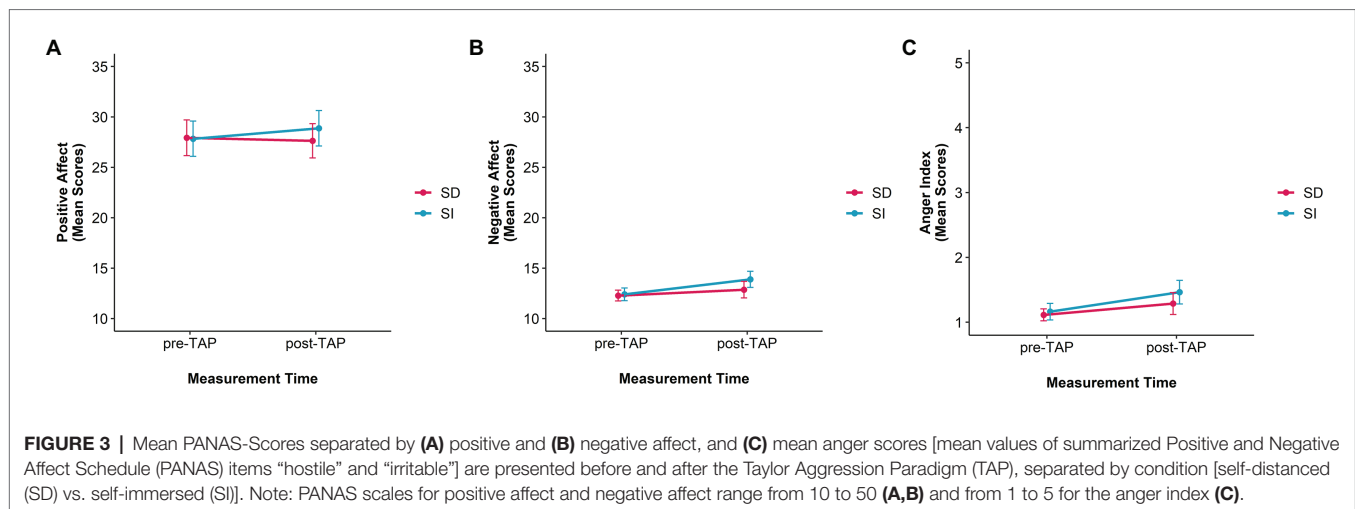 A
35
30
25
20
15
10
Positive Affect
(Mean Scores)
pre-TAP
post-TAP
Measurement Time
SD
SI
B
35
30
25
20
15
10
Negative Affect
(Mean Scores)
pre-TAP
post-TAP
Measurement Time
SD
SI
C
5
4
3
2
1
Anger Index
(Mean Scores)
pre-TAP
post-TAP
Measurement Time
SD
SI
FIGURE 3 | Mean PANAS-Scores separated by (A) positive and (B) negative affect, and (C) mean anger scores [mean values of summarized Positive and Negative
Affect Schedule (PANAS) items “hostile” and “irritable”] are presented before and after the Taylor Aggression Paradigm (TAP), separated by condition [self-distanced
(SD) vs. self-immersed (SI)]. Note: PANAS scales for positive affect and negative affect range from 10 to 50 (A,B) and from 1 to 5 for the anger index (C).